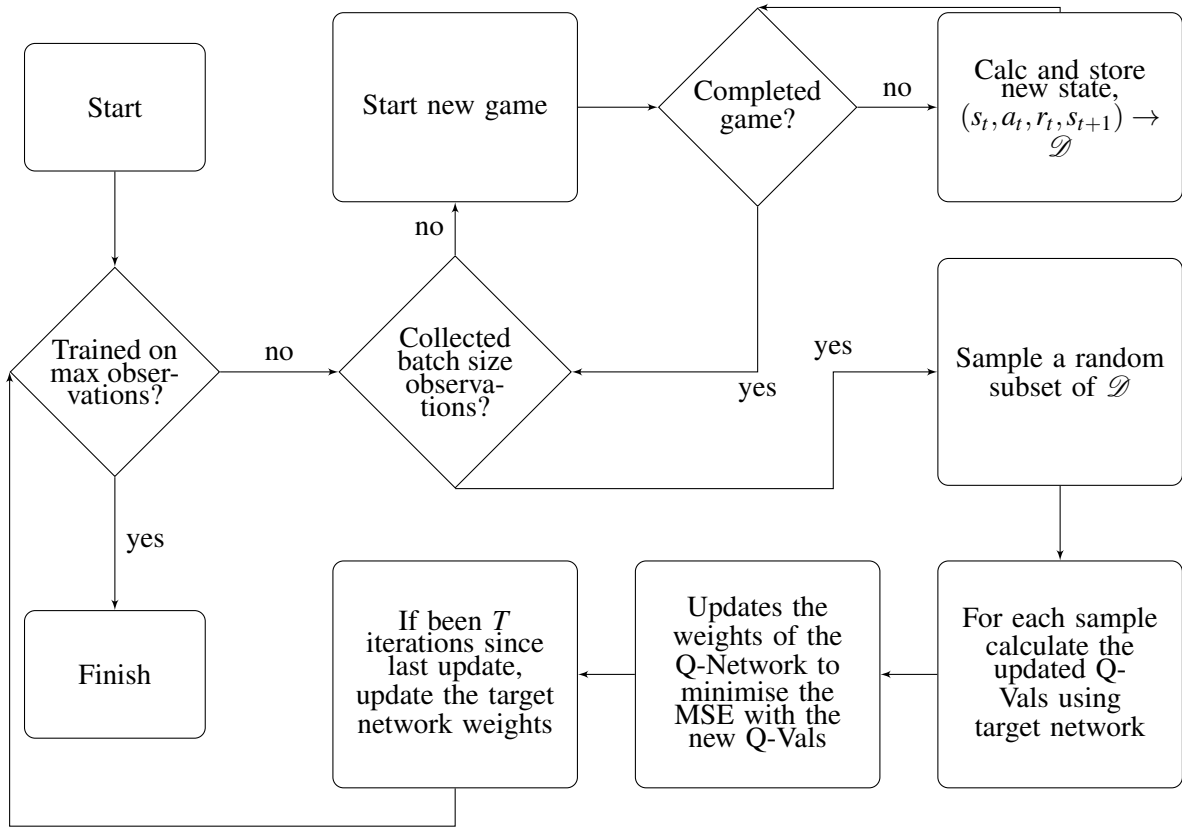 Start
Start new game
Completed
game?
no
Calc and store
new state,
(s_t, a_t, r_t, s_{t+1}) →
𝒟
no
Trained on
max obser-
vations?
no
Collected
batch size
observa-
tions?
yes
yes
Sample a random
subset of 𝒟
yes
Finish
If been T
iterations since
last update,
update the target
network weights
Updates the
weights of the
Q-Network to
minimise the
MSE with the
new Q-Vals
For each sample
calculate the
updated Q-
Vals using
target network